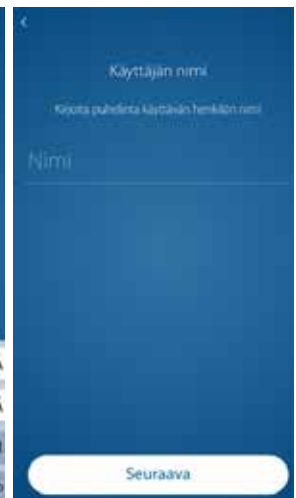 Käyttäjän nimi
Kirjoita puhelinta käyttävän henkilön nimi
Nimi
Seuraava